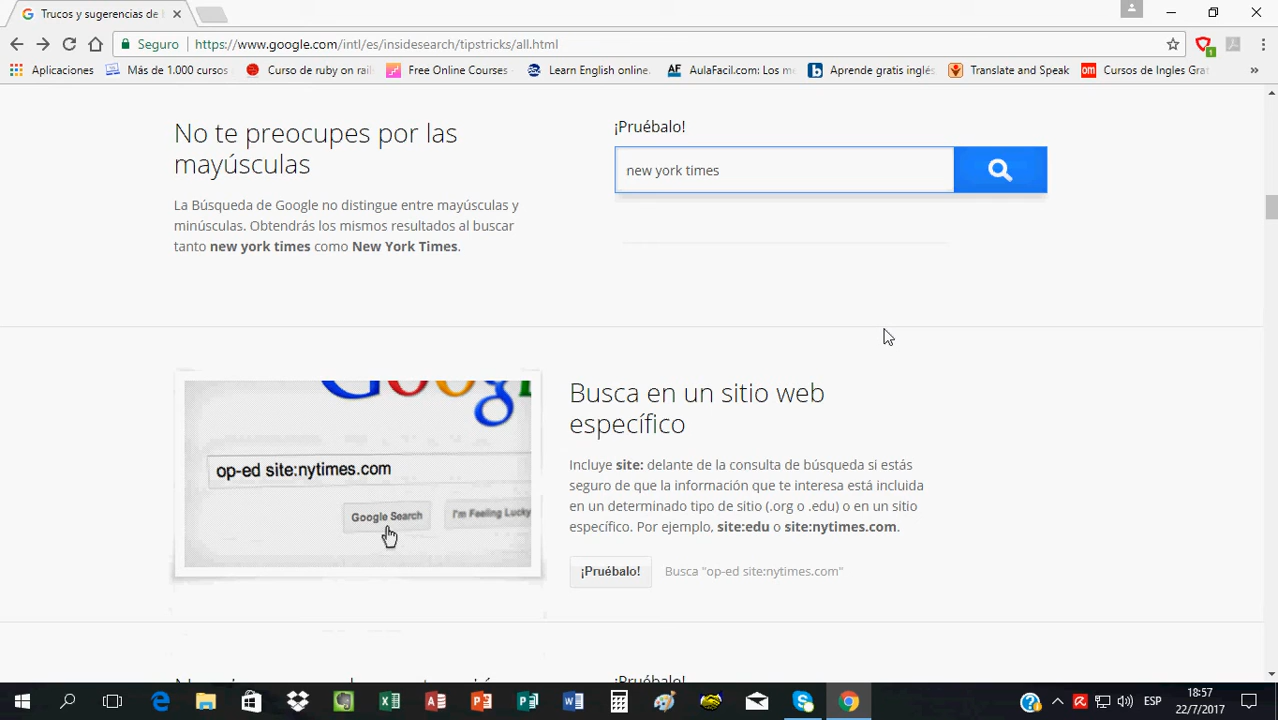 Trucos y sugerencias de
Seguro
https://www.google.com/intl/es/insidesearch/tipstricks/all.html
1
Aplicaciones
Más de 1.000 cursos
Curso de ruby on rail
Free Online Courses
Learn English online
AF
AulaFacil.com: Los m
b
Aprende gratis inglé
Translate and Speak
om
Cursos de Ingles Gra
»
No te preocupes por las
mayúsculas
La Búsqueda de Google no distingue entre mayúsculas y
minúsculas. Obtendrás los mismos resultados al buscar
tanto new york times como New York Times.
¡Pruébalo!
new york times
op-ed site:nytimes.com
Google Search
I'm Feeling Lucky
Busca en un sitio web
específico
Incluye site: delante de la consulta de búsqueda si estás
seguro de que la información que te interesa está incluida
en un determinado tipo de sitio (.org o .edu) o en un sitio
específico. Por ejemplo, site:edu o site:nytimes.com.
¡Pruébalo!
Busca "op-ed site:nytimes.com"
ESP
18:57
22/7/2017